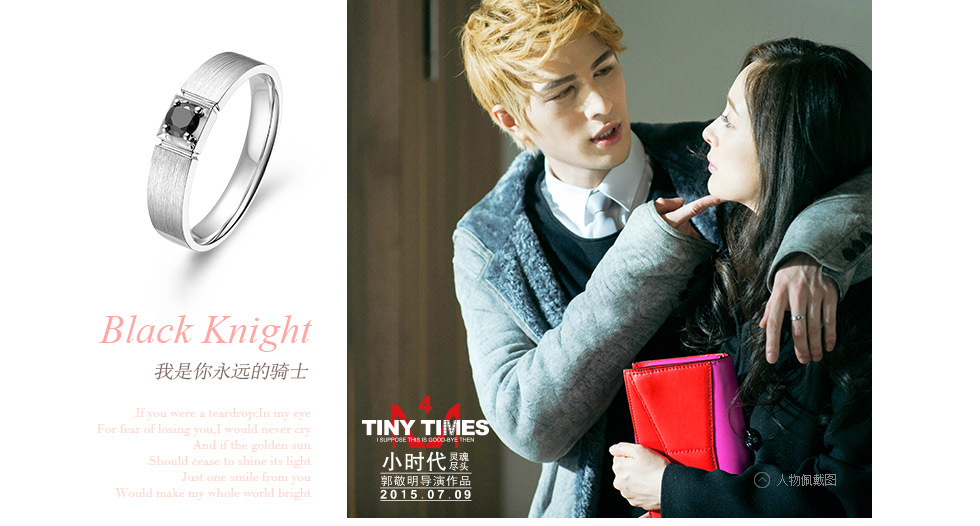 Black Knight
我是你永远的骑士
If you were a teardrop;In my eye
For fear of losing you,I would never cry
And if the golden sun
Should cease to shine its light
Just one smile from you
Would make my whole world bright
4
TINY TIMES
I SUPPOSE THIS IS GOOD-BYE THEN
小时代 灵魂尽头
郭敬明导演作品
2015.07.09
人物佩戴图